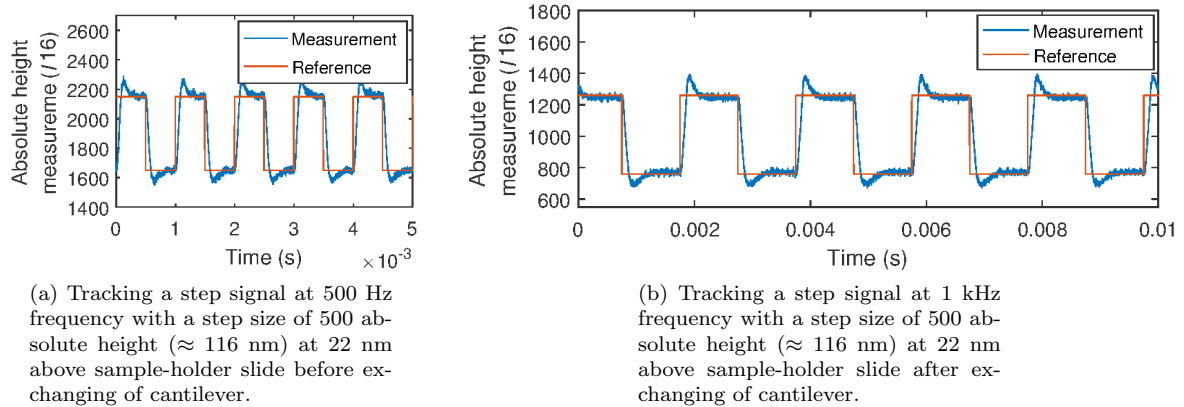 Absolute height
measureme (l 16)
2600
2400
2200
2000
1800
1600
1400
Measurement
Reference
0
1
2
3
4
5
Time (s)
×10⁻³
(a) Tracking a step signal at 500 Hz
frequency with a step size of 500 ab-
solute height (≈ 116 nm) at 22 nm
above sample-holder slide before ex-
changing of cantilever.
Absolute height
measureme (l 16)
1800
1600
1400
1200
1000
800
600
Measurement
Reference
0
0.002
0.004
0.006
0.008
0.01
Time (s)
(b) Tracking a step signal at 1 kHz
frequency with a step size of 500 ab-
solute height (≈ 116 nm) at 22 nm
above sample-holder slide after ex-
changing of cantilever.